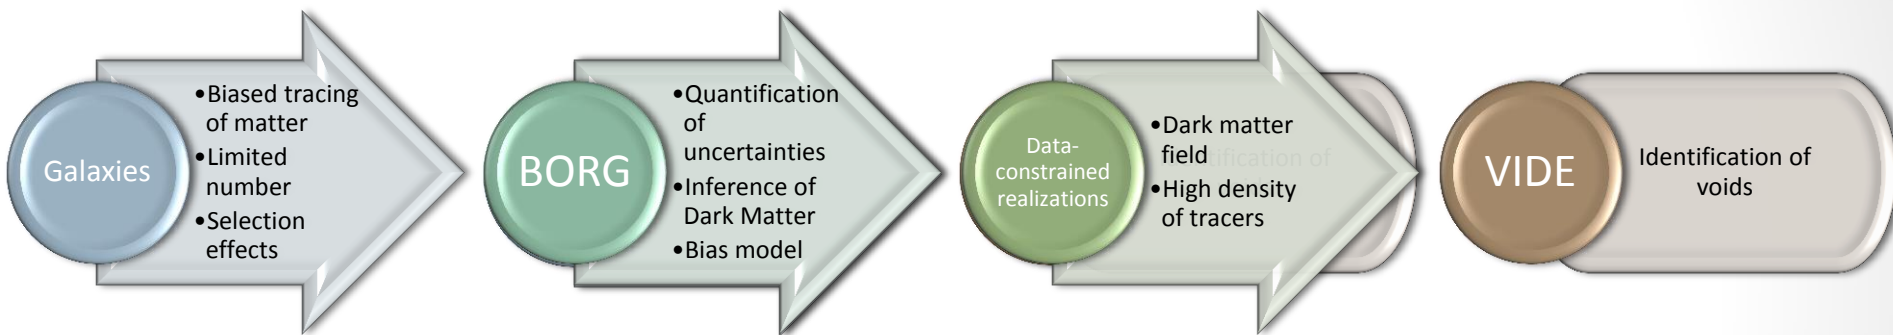 Galaxies
•Biased tracing
of matter
•Limited
number
•Selection
effects
BORG
•Quantification
of
uncertainties
•Inference of
Dark Matter
•Bias model
Data-
constrained
realizations
•Dark matter
field
•High density
of tracers
VIDE
Identification of
voids